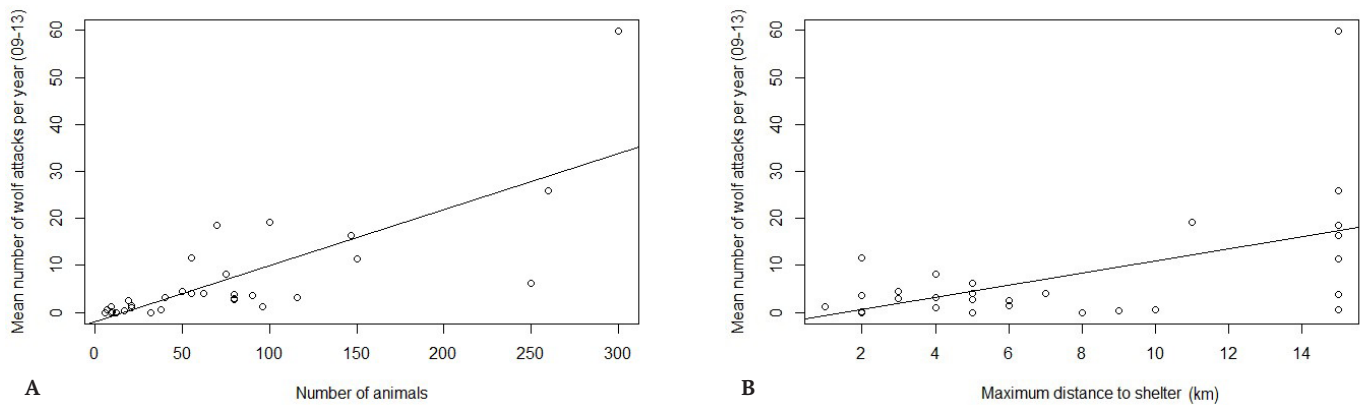 Mean number of wolf attacks per year (09-13)
60
50
40
30
20
10
0
0 50 100 150 200 250 300
Number of animals
A
Mean number of wolf attacks per year (09-13)
60
50
40
30
20
10
0
2 4 6 8 10 12 14
Maximum distance to shelter (km)
B